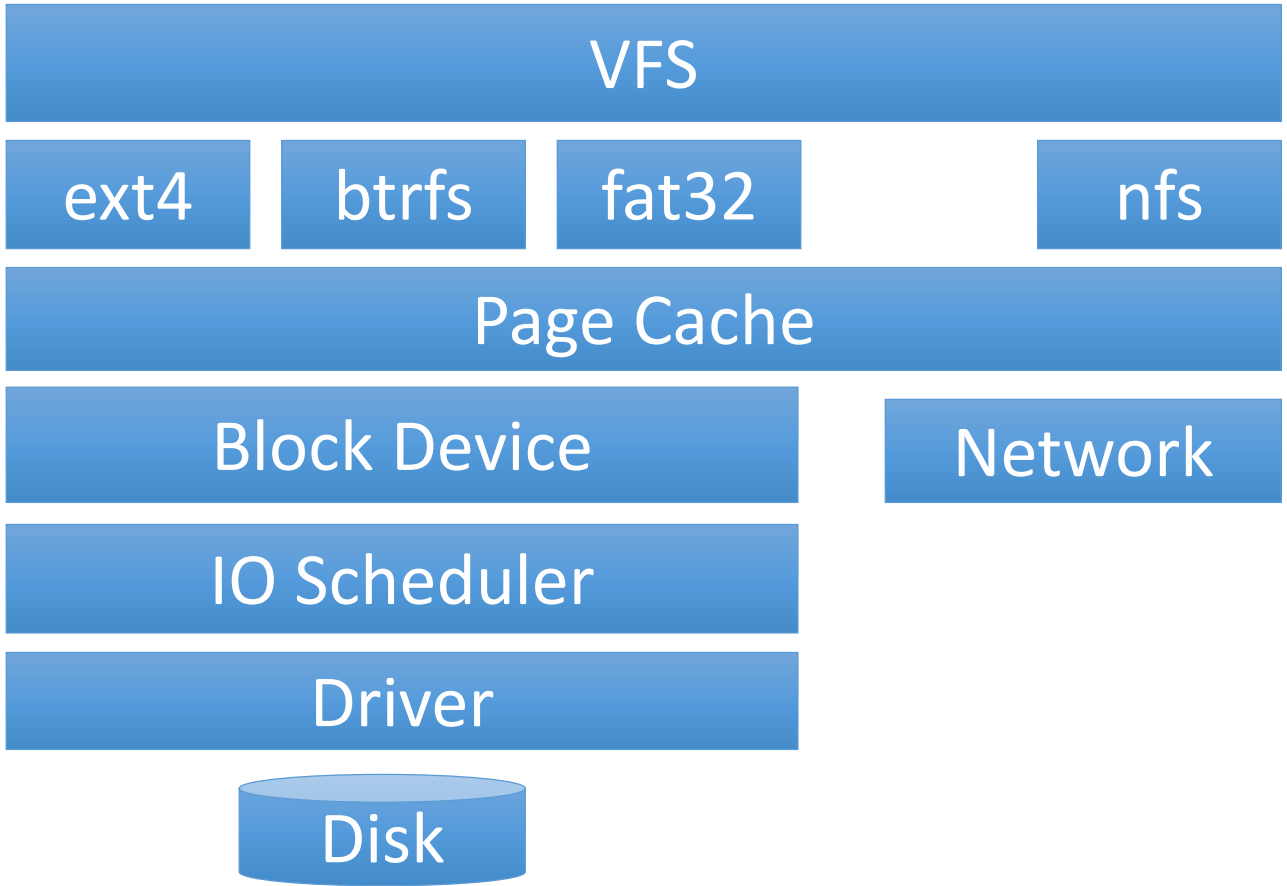 VFS
ext4 btrfs fat32 nfs
Page Cache
Block Device Network
IO Scheduler
Driver
Disk